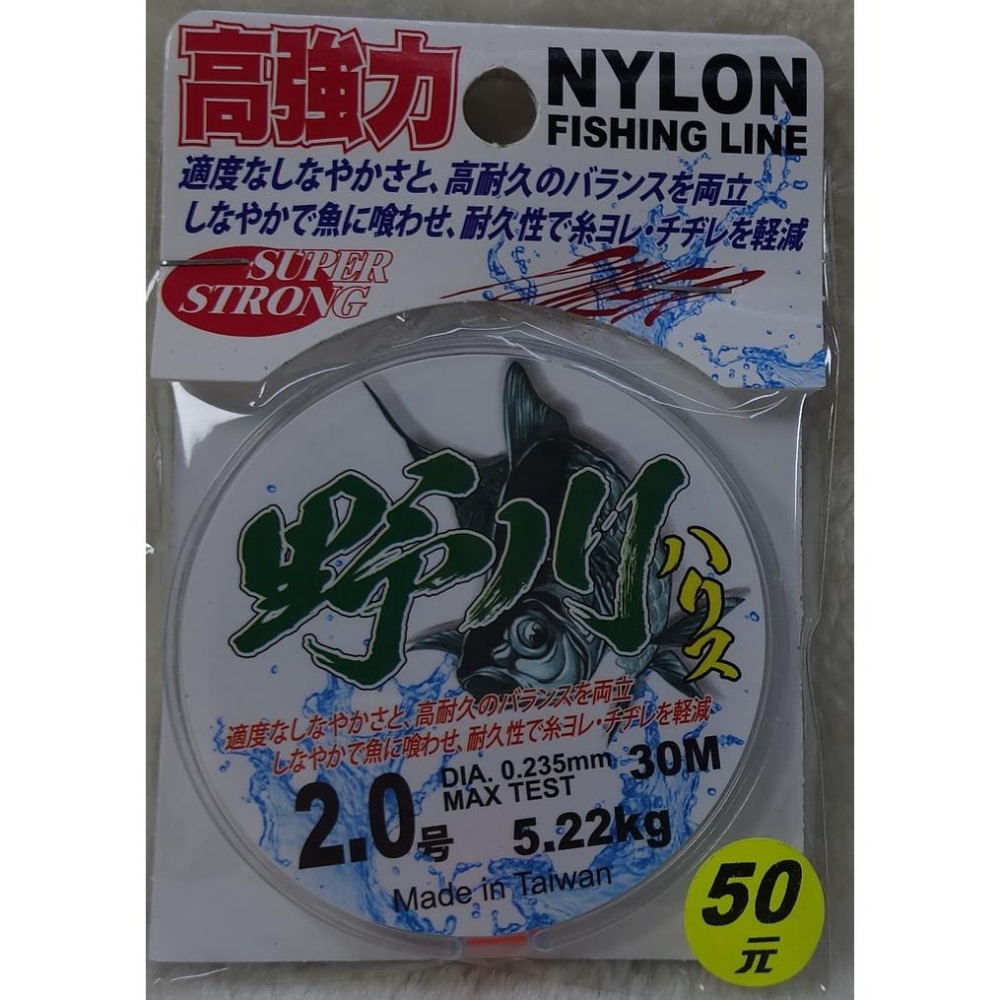 高強力
NYLON
FISHING LINE
適度なしなやかさと、高耐久のバランスを両立
しなやかで魚に喰わせ、耐久性で糸ヨレ・チヂレを軽減
SUPER
STRONG
野川
ハリス
適度なしなやかさと、高耐久のバランスを両立
しなやかで魚に喰わせ、耐久性で糸ヨレ・チヂレを軽減
2.0号
DIA. 0.235mm 30M
MAX TEST
5.22kg
Made in Taiwan
50
元